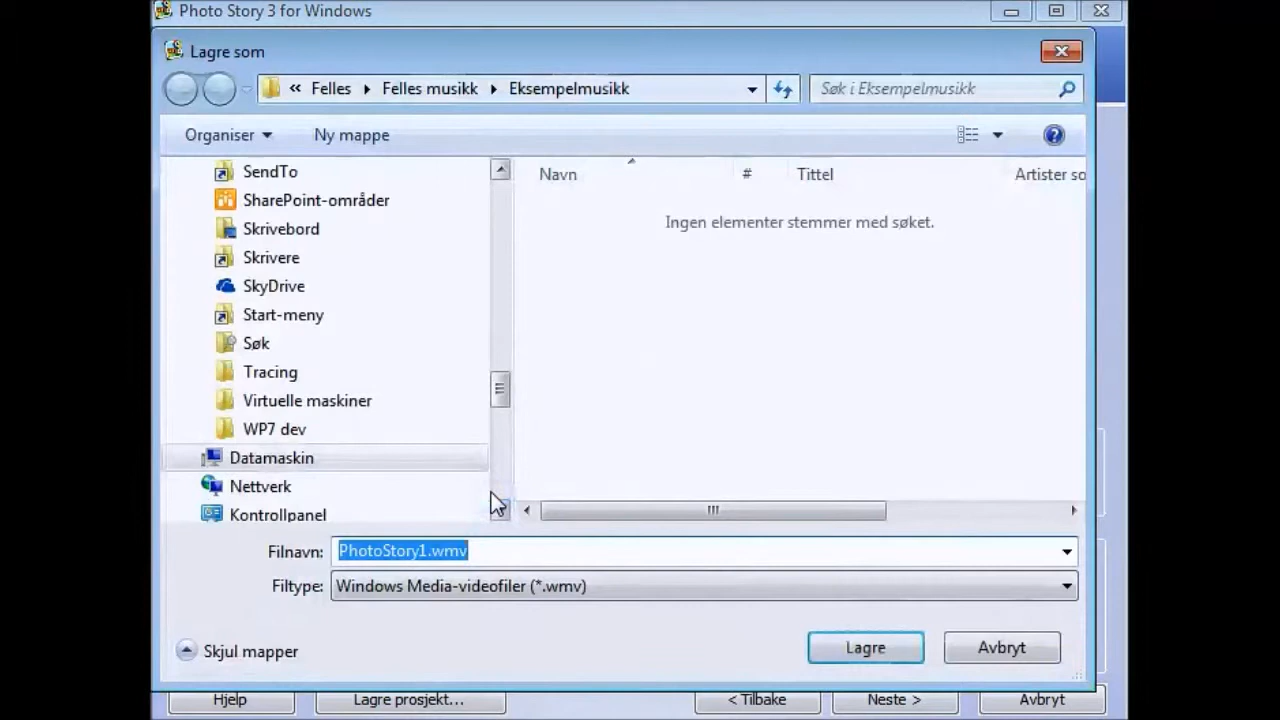 Photo Story 3 for Windows
Lagre som
« Felles Felles musikk Eksempelmusikk Søk i Eksempelmusikk
Organiser Ny mappe
SendTo
SharePoint-områder
Skrivebord
Skrivere
SkyDrive
Start-meny
Søk
Tracing
Virtuelle maskiner
WP7 dev
Datamaskin
Nettverk
Kontrollpanel
Navn # Tittel Artister so
Ingen elementer stemmer med søket.
Filnavn: PhotoStory1.wmv
Filtype: Windows Media-videofiler (*.wmv)
Skjul mapper Lagre Avbryt
Hjelp Lagre prosjekt... < Tilbake Neste > Avbryt